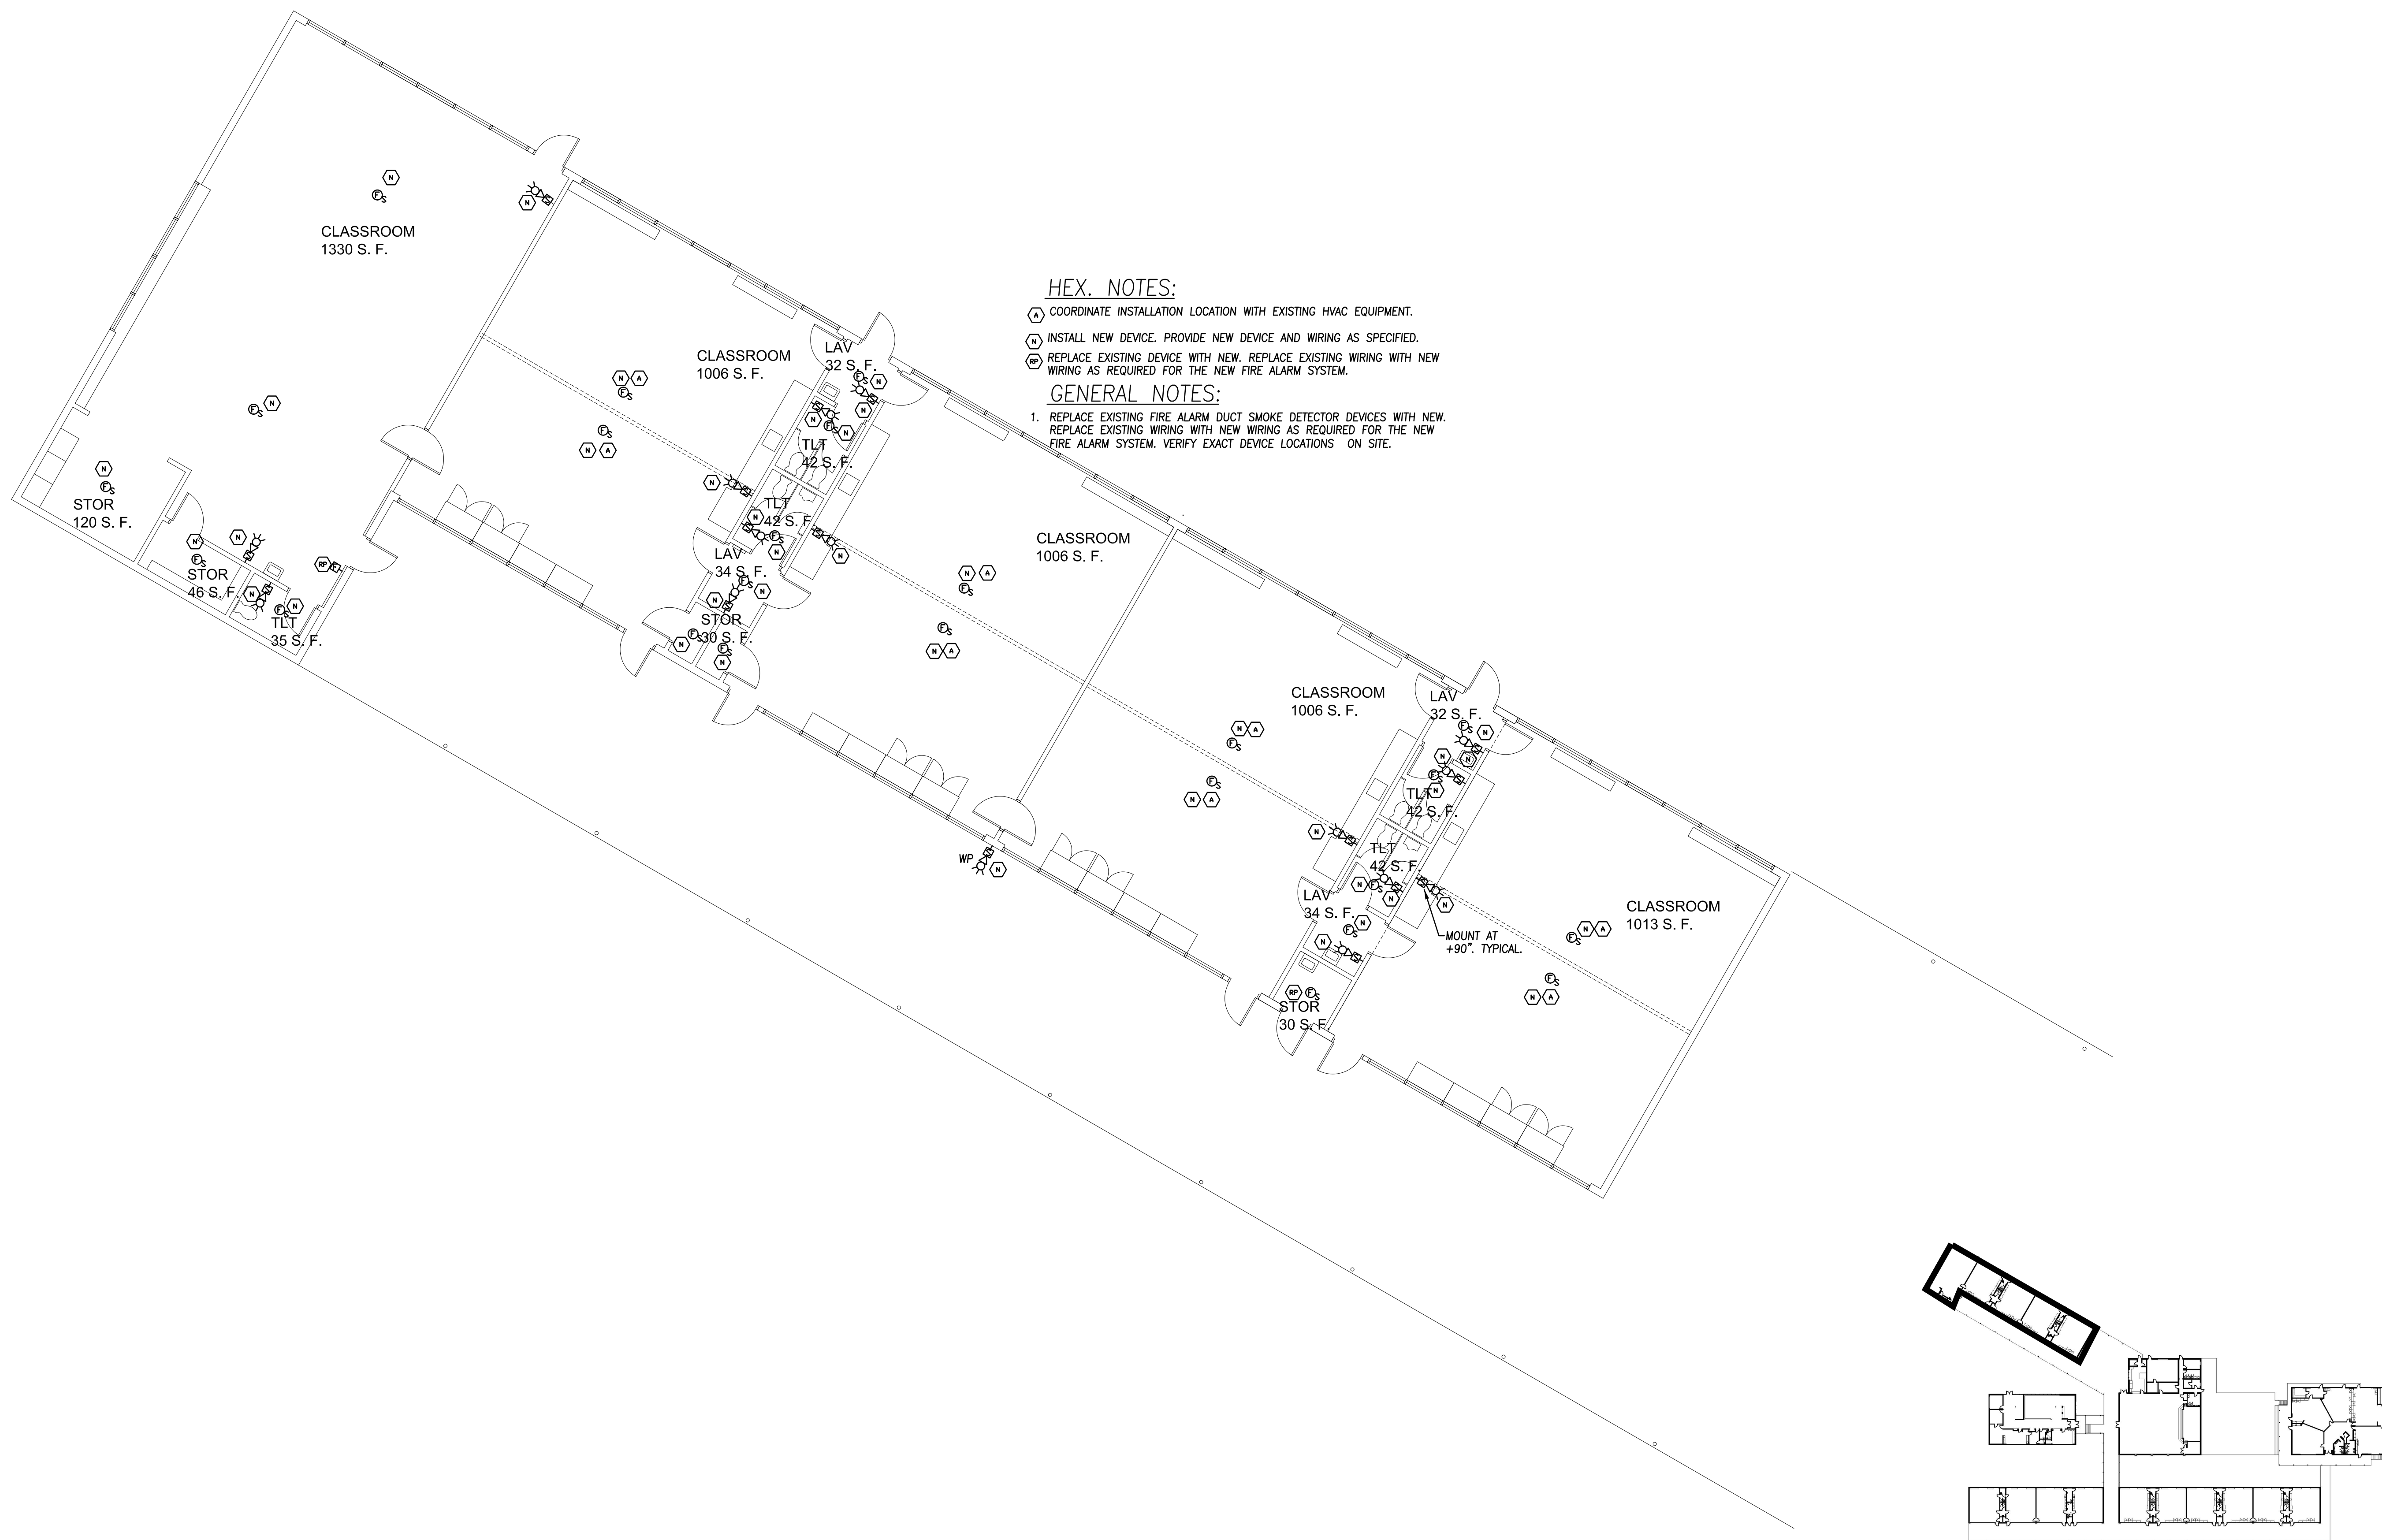 N
F S
N
CLASSROOM
1330 S. F.
F S N
N
F S
STOR
120 S. F.
N
F S
STOR
46 S. F.
N
N
F S N
TLT
35 S. F.
RP F
HEX. NOTES:
A COORDINATE INSTALLATION LOCATION WITH EXISTING HVAC EQUIPMENT.
N INSTALL NEW DEVICE. PROVIDE NEW DEVICE AND WIRING AS SPECIFIED.
RP REPLACE EXISTING DEVICE WITH NEW. REPLACE EXISTING WIRING WITH NEW
WIRING AS REQUIRED FOR THE NEW FIRE ALARM SYSTEM.
GENERAL NOTES:
1. REPLACE EXISTING FIRE ALARM DUCT SMOKE DETECTOR DEVICES WITH NEW.
REPLACE EXISTING WIRING WITH NEW WIRING AS REQUIRED FOR THE NEW
FIRE ALARM SYSTEM. VERIFY EXACT DEVICE LOCATIONS ON SITE.
CLASSROOM
1006 S. F.
N A
F S
F S
N A
N
LAV
32 S. F.
F S N
N
N
F S N
TLT
42 S. F.
TLT
42 S. F.
N
F S
N
LAV
34 S. F.
F S
N
N
STOR
30 S. F.
N F S
F S
N
N
CLASSROOM
1006 S. F.
N A
F S
F S
N A
WP
N
CLASSROOM
1006 S. F.
N A
F S
F S
N A
N
LAV
32 S. F.
F S N
N
N
F S
N
TLT
42 S. F.
TLT
42 S. F.
N F S
N
LAV
34 S. F.
N
F S
N
RP F S
STOR
30 S. F.
N
MOUNT AT
+90". TYPICAL.
CLASSROOM
1013 S. F.
N A
F S
F S
N A